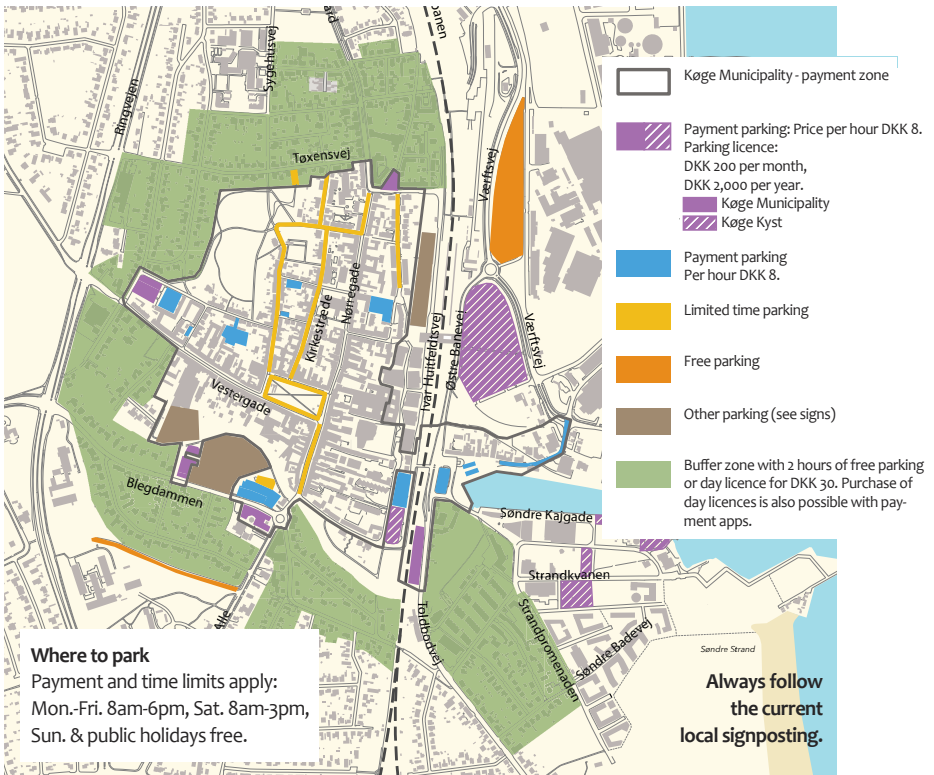 Sygehusvej
ard
banen
Ringvejen
Tøxensvej
Værftsvej
Kirkestræde
Nørregade
Ivar Huitfeldtsvej
Østre Banevej
Værftsvej
Vestergade
Blegdammen
Søndre Kajgade
Strandkvanen
Alle
Toldbodvej
Strandpromenaden
Søndre Badevej
Søndre Strand
Køge Municipality - payment zone
Payment parking: Price per hour DKK 8.
Parking licence:
DKK 200 per month,
DKK 2,000 per year.
Køge Municipality
Køge Kyst
Payment parking
Per hour DKK 8.
Limited time parking
Free parking
Other parking (see signs)
Buffer zone with 2 hours of free parking
or day licence for DKK 30. Purchase of
day licences is also possible with pay-
ment apps.
Where to park
Payment and time limits apply:
Mon.-Fri. 8am-6pm, Sat. 8am-3pm,
Sun. & public holidays free.
Always follow
the current
local signposting.